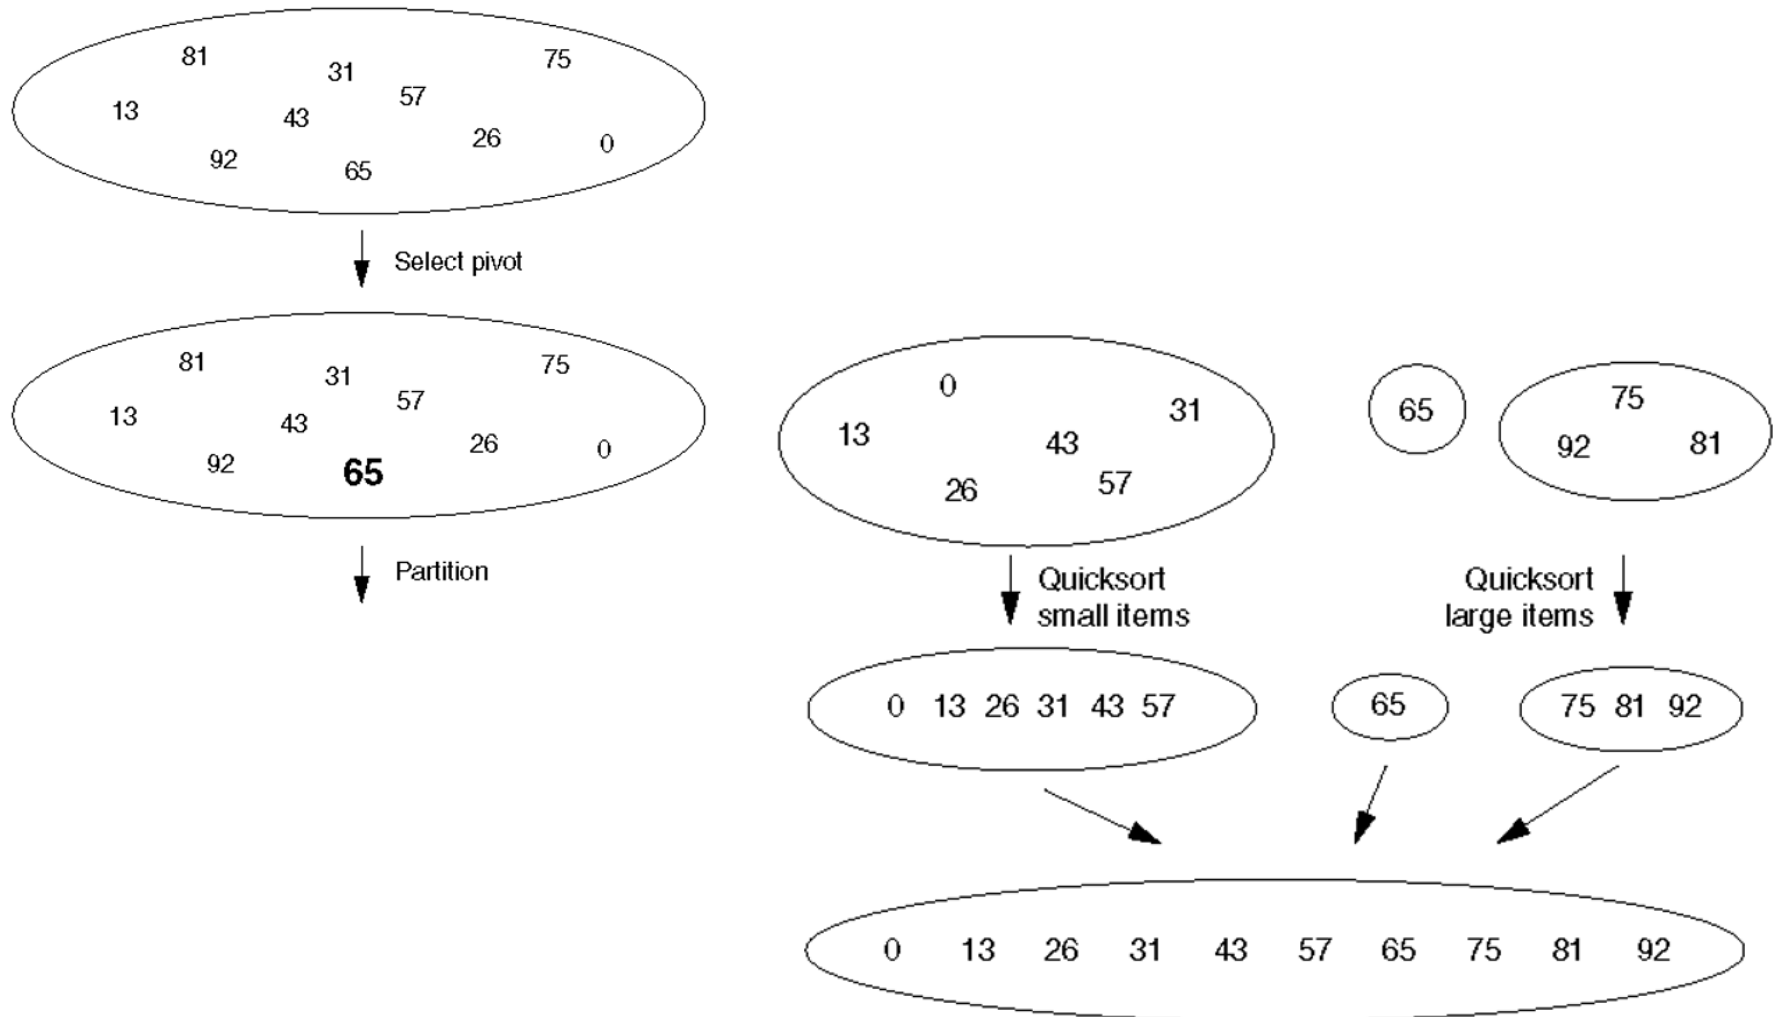 81 31 75
13 43 57
92 65 26 0
Select pivot
81 31 75
13 43 57
92 65 26 0
Partition
0 31
13 43
26 57
65
75
92 81
Quicksort
small items
Quicksort
large items
0 13 26 31 43 57
65
75 81 92
0 13 26 31 43 57 65 75 81 92